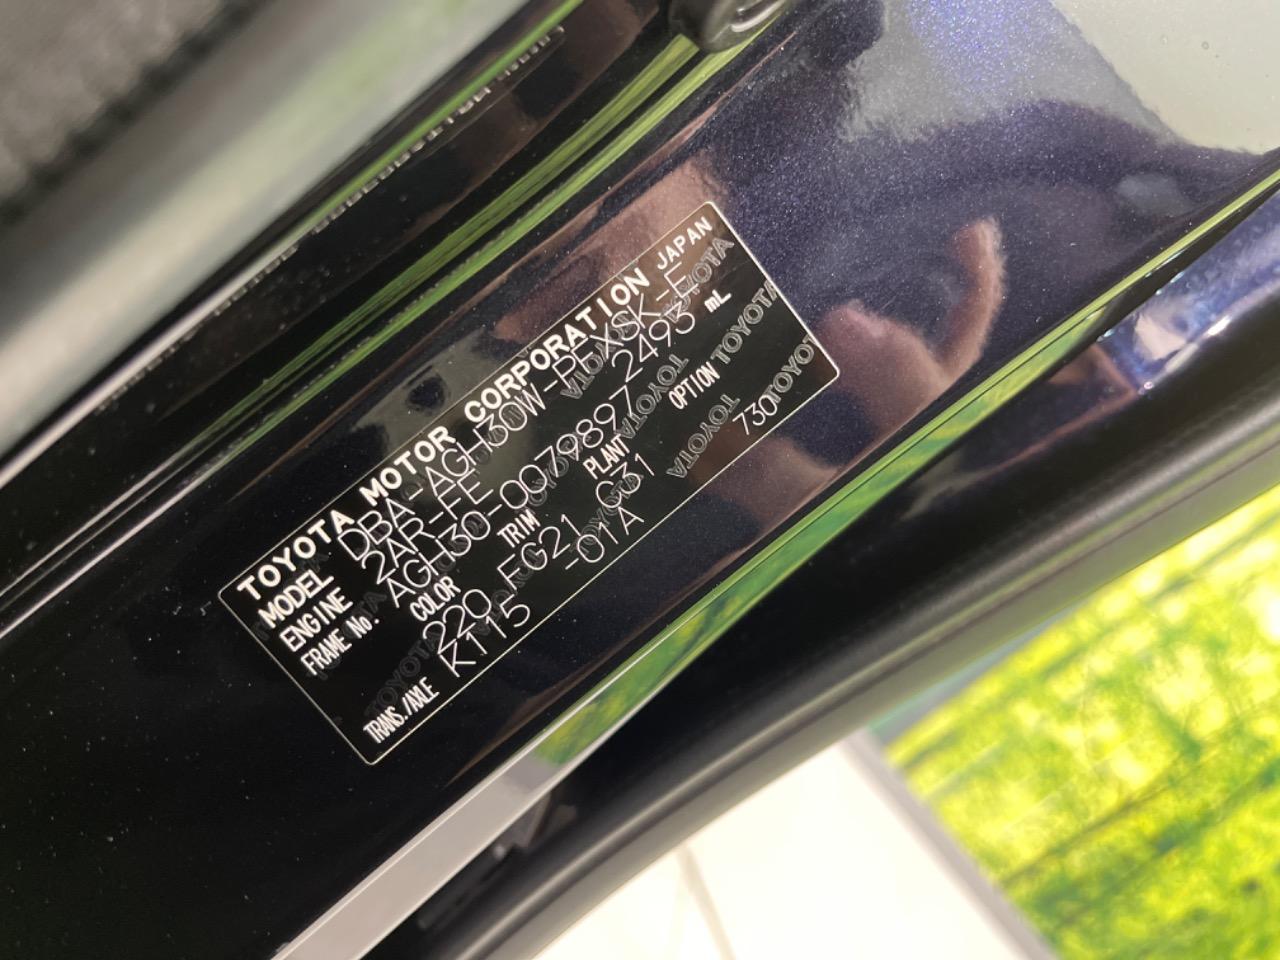 TOYOTA MOTOR CORPORATION JAPAN
MODEL DBA-AGH30W-PFXSK-E
ENGINE 2AR-FE 2493 mL
FRAME No. AGH30-0079897
COLOR TRIM PLANT OPTION
220 FG21 G31 730
TRANS./AXLE K115 -01A